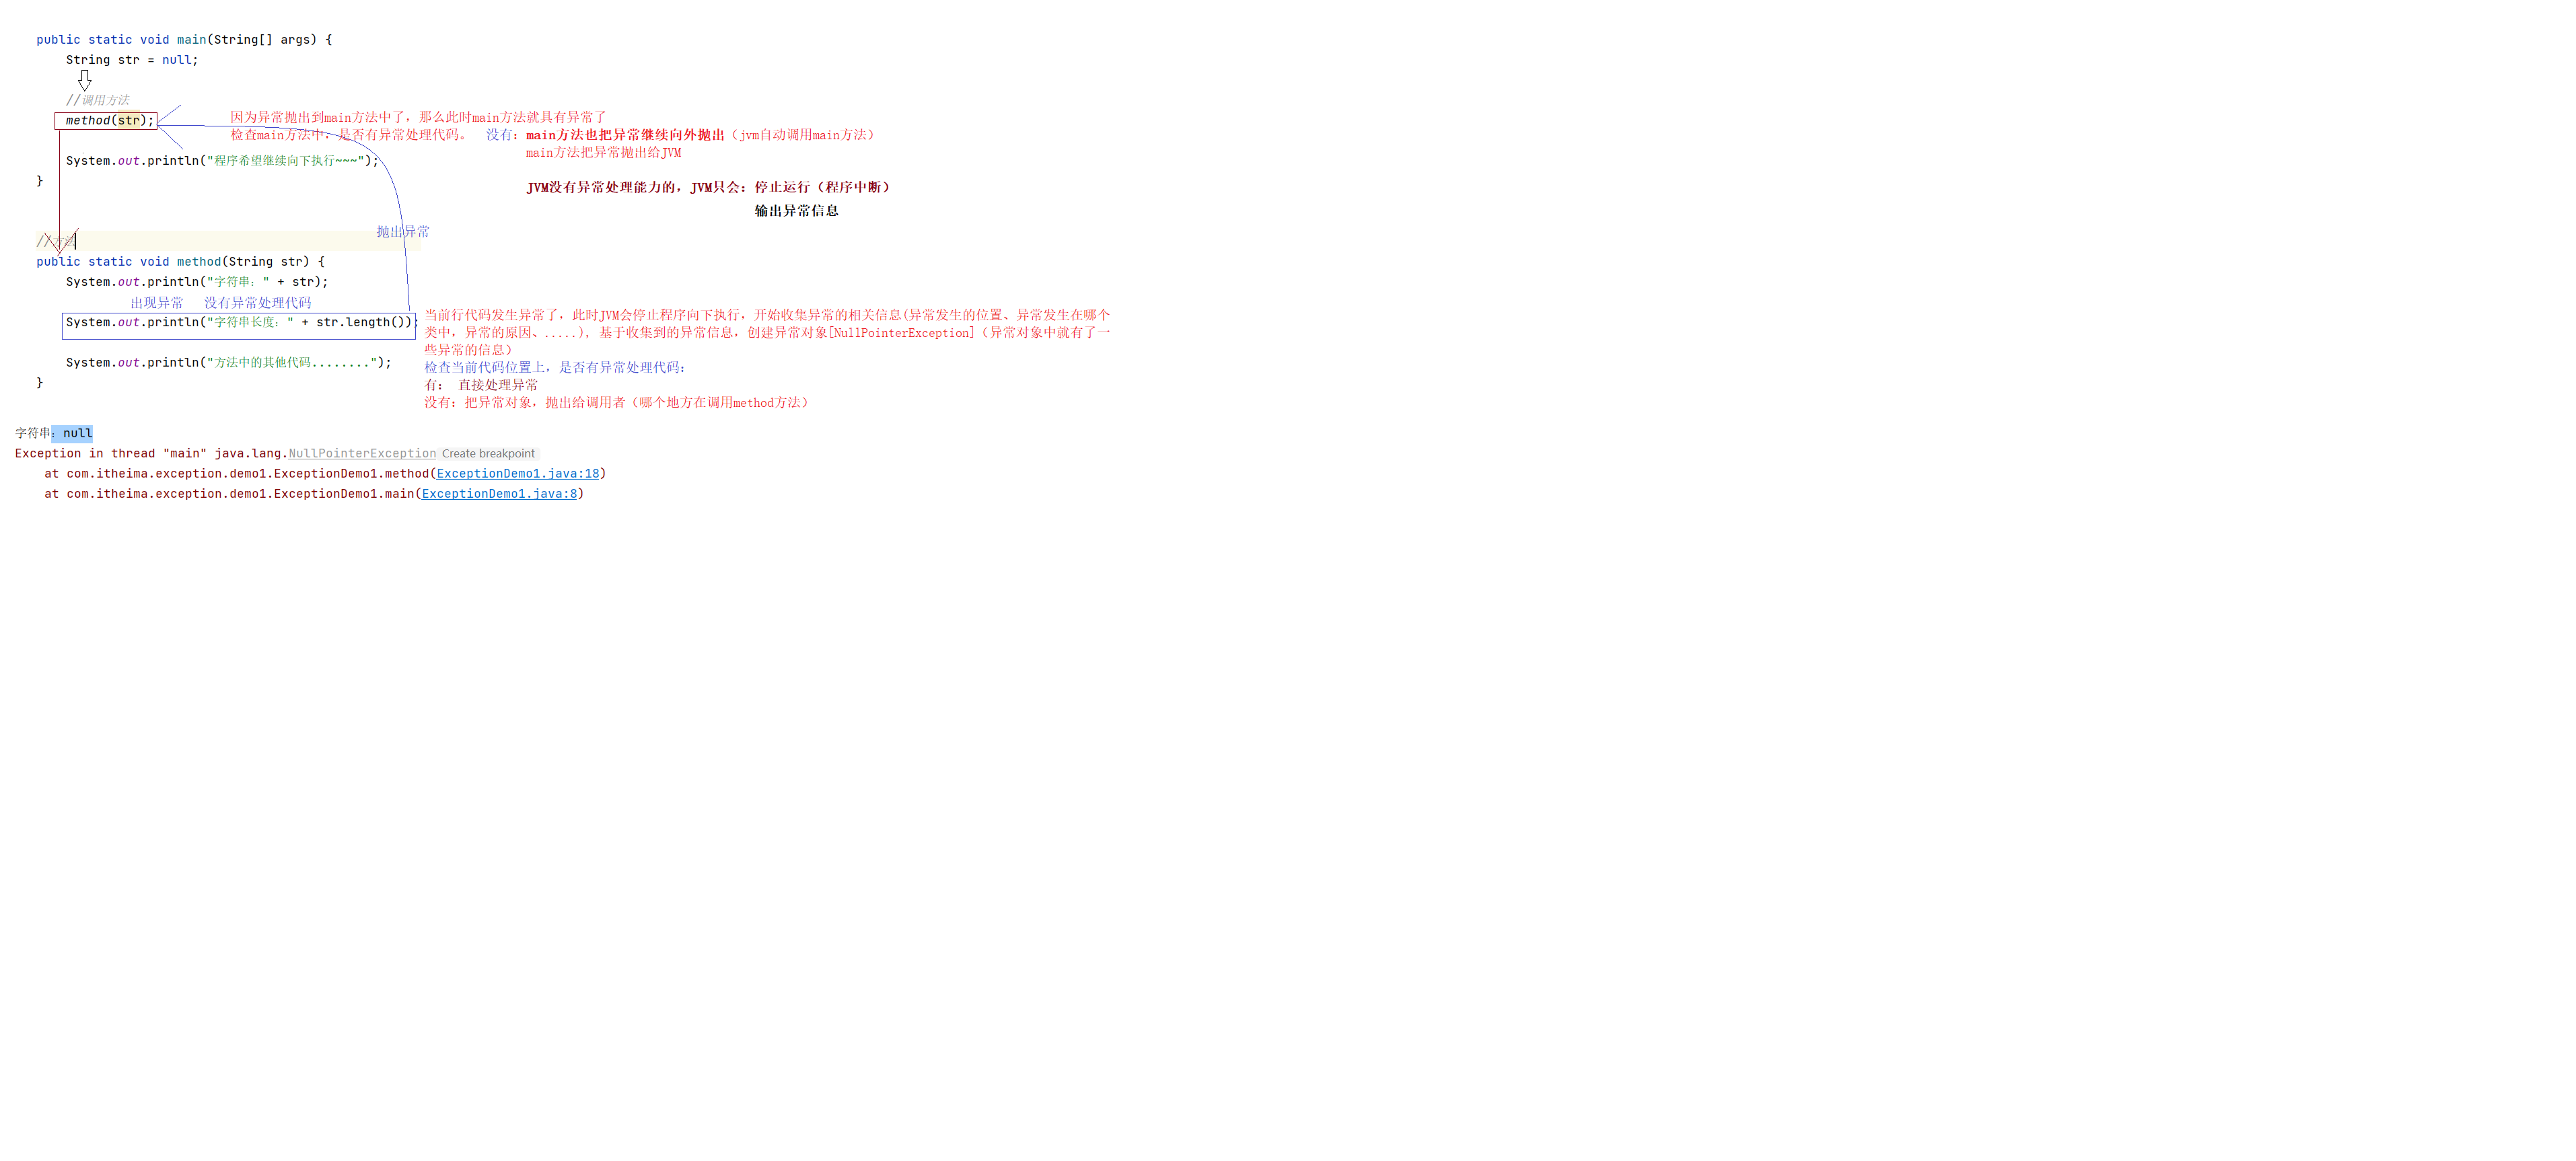 public static void main(String[] args) {
String str = null;
//调用方法
method(str);
因为异常抛出到main方法中了，那么此时main方法就具有异常了
检查main方法中，是否有异常处理代码。 没有：main方法也把异常继续向外抛出（jvm自动调用main方法）
main方法把异常抛出给JVM
System.out.println("程序希望继续向下执行~~~");
}
JVM没有异常处理能力的，JVM只会：停止运行（程序中断）
输出异常信息
抛出异常
//方法
public static void method(String str) {
System.out.println("字符串：" + str);
出现异常 没有异常处理代码
System.out.println("字符串长度：" + str.length());
当前行代码发生异常了，此时JVM会停止程序向下执行，开始收集异常的相关信息(异常发生的位置、异常发生在哪个
类中，异常的原因、.....)，基于收集到的异常信息，创建异常对象[NullPointerException]（异常对象中就有了一
些异常的信息）
System.out.println("方法中的其他代码........");
检查当前代码位置上，是否有异常处理代码：
}
有： 直接处理异常
没有：把异常对象，抛出给调用者（哪个地方在调用method方法）
字符串：null
Exception in thread "main" java.lang.NullPointerException Create breakpoint
at com.itheima.exception.demo1.ExceptionDemo1.method(ExceptionDemo1.java:18)
at com.itheima.exception.demo1.ExceptionDemo1.main(ExceptionDemo1.java:8)